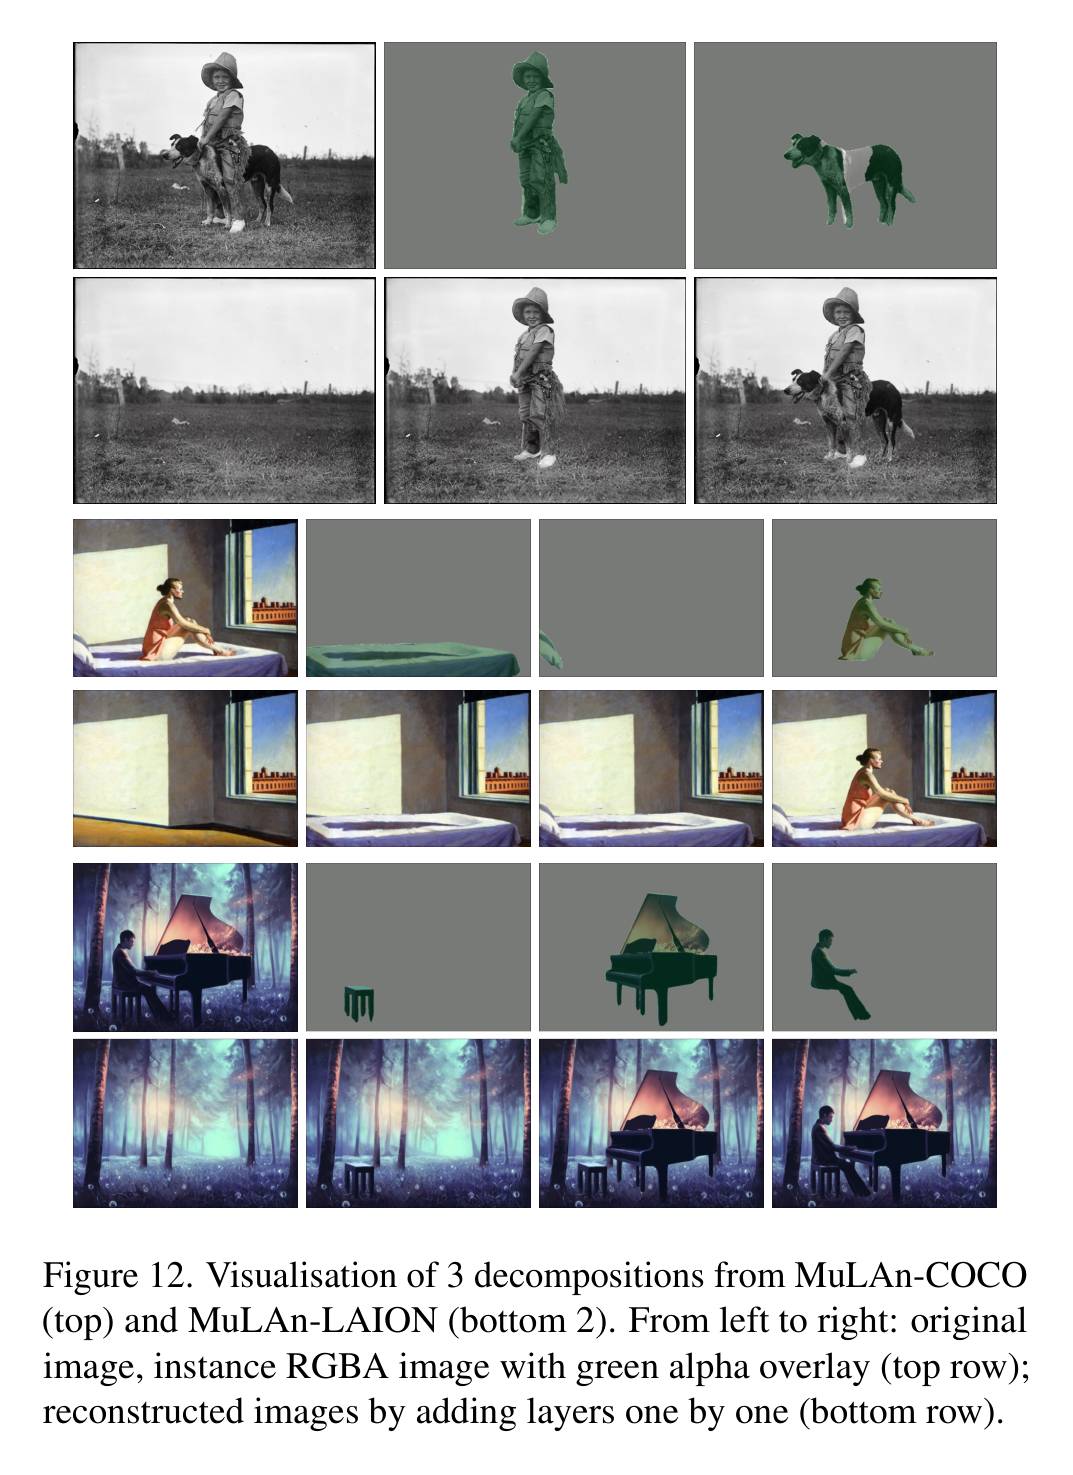 Figure 12. Visualisation of 3 decompositions from MuLAn-COCO
(top) and MuLAn-LAION (bottom 2). From left to right: original
image, instance RGBA image with green alpha overlay (top row);
reconstructed images by adding layers one by one (bottom row).